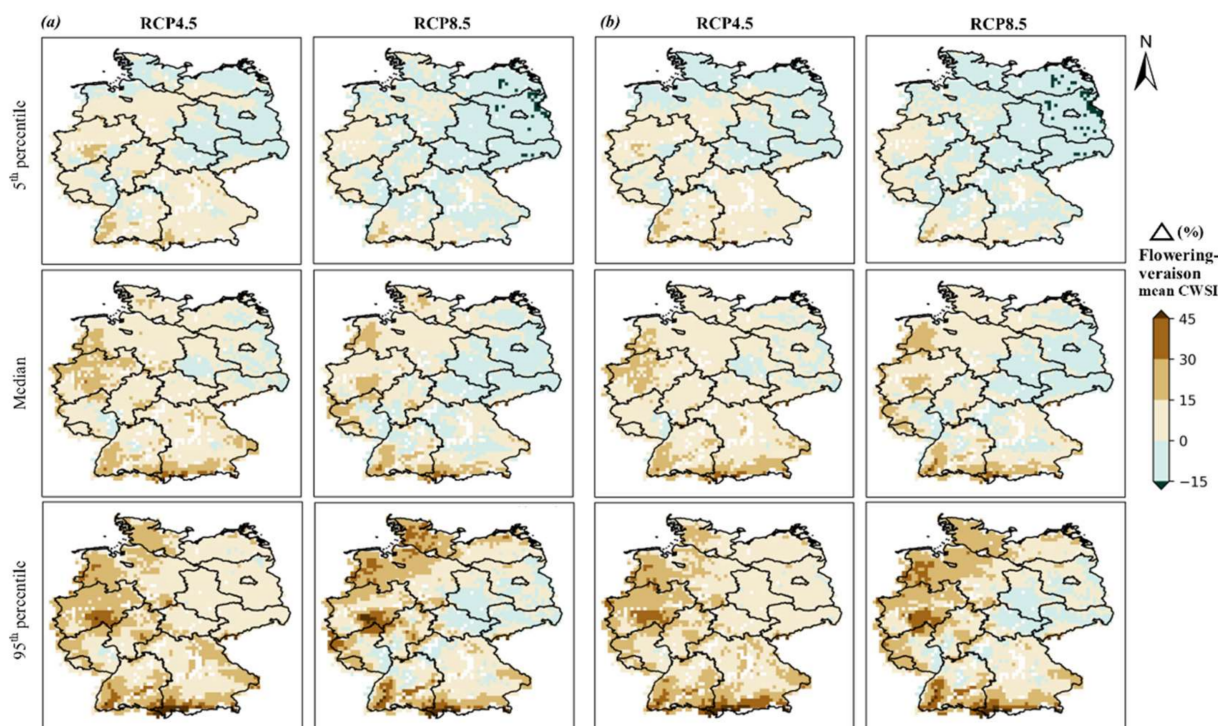 (a) RCP4.5 RCP8.5 (b) RCP4.5 RCP8.5
N
5th percentile
△ (%)
Flowering-
veraison
mean CWSI
45
30
15
0
−15
Median
95th percentile